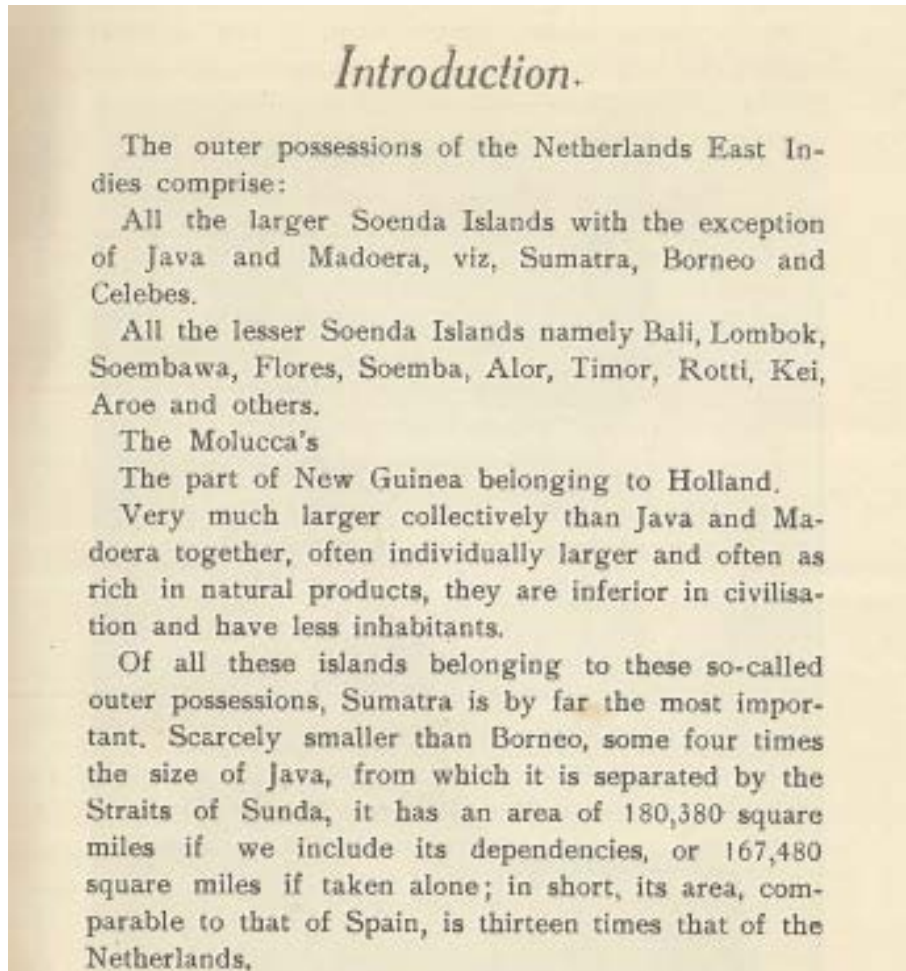 Introduction.
The outer possessions of the Netherlands East In-
dies comprise:
All the larger Soenda Islands with the exception
of Java and Madoera, viz, Sumatra, Borneo and
Celebes.
All the lesser Soenda Islands namely Bali, Lombok,
Soembawa, Flores, Soemba, Alor, Timor, Rotti, Kei,
Aroe and others.
The Molucca's
The part of New Guinea belonging to Holland.
Very much larger collectively than Java and Ma-
doera together, often individually larger and often as
rich in natural products, they are inferior in civilisa-
tion and have less inhabitants.
Of all these islands belonging to these so-called
outer possessions, Sumatra is by far the most impor-
tant. Scarcely smaller than Borneo, some four times
the size of Java, from which it is separated by the
Straits of Sunda, it has an area of 180,380 square
miles if we include its dependencies, or 167,480
square miles if taken alone; in short, its area, com-
parable to that of Spain, is thirteen times that of the
Netherlands.